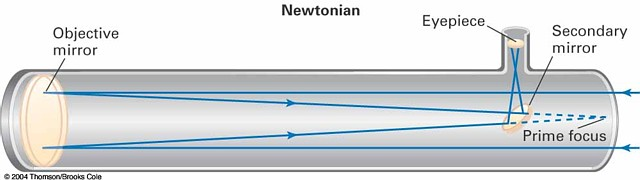 Newtonian
Eyepiece
Objective
mirror
Secondary
mirror
Prime focus
© 2004 Thomson/Brooks Cole